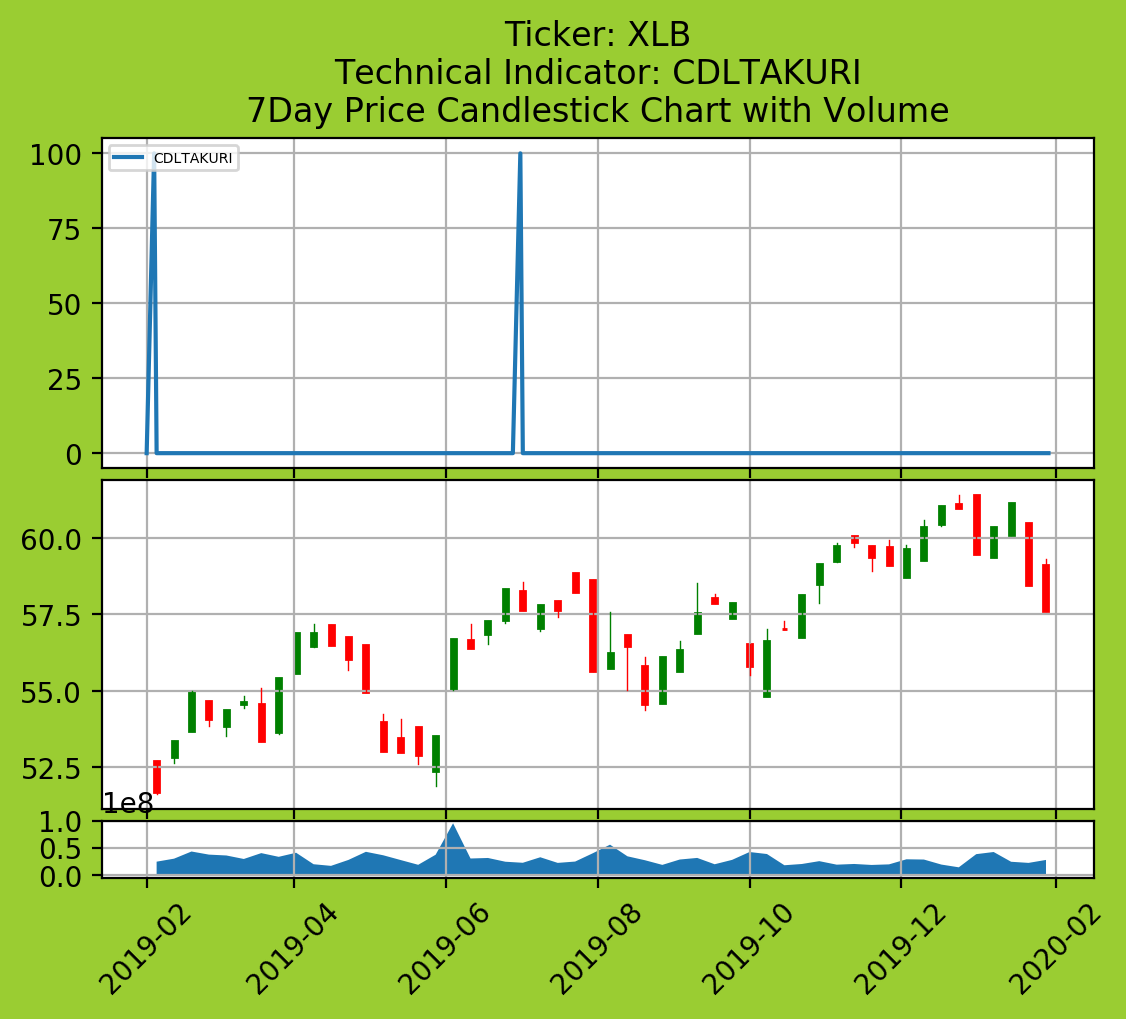 Ticker: XLB
Technical Indicator: CDLTAKURI
7Day Price Candlestick Chart with Volume
CDLTAKURI
100
75
50
25
0
60.0
57.5
55.0
52.5
1e8
1.0
0.5
0.0
2019-02 2019-04 2019-06 2019-08 2019-10 2019-12 2020-02